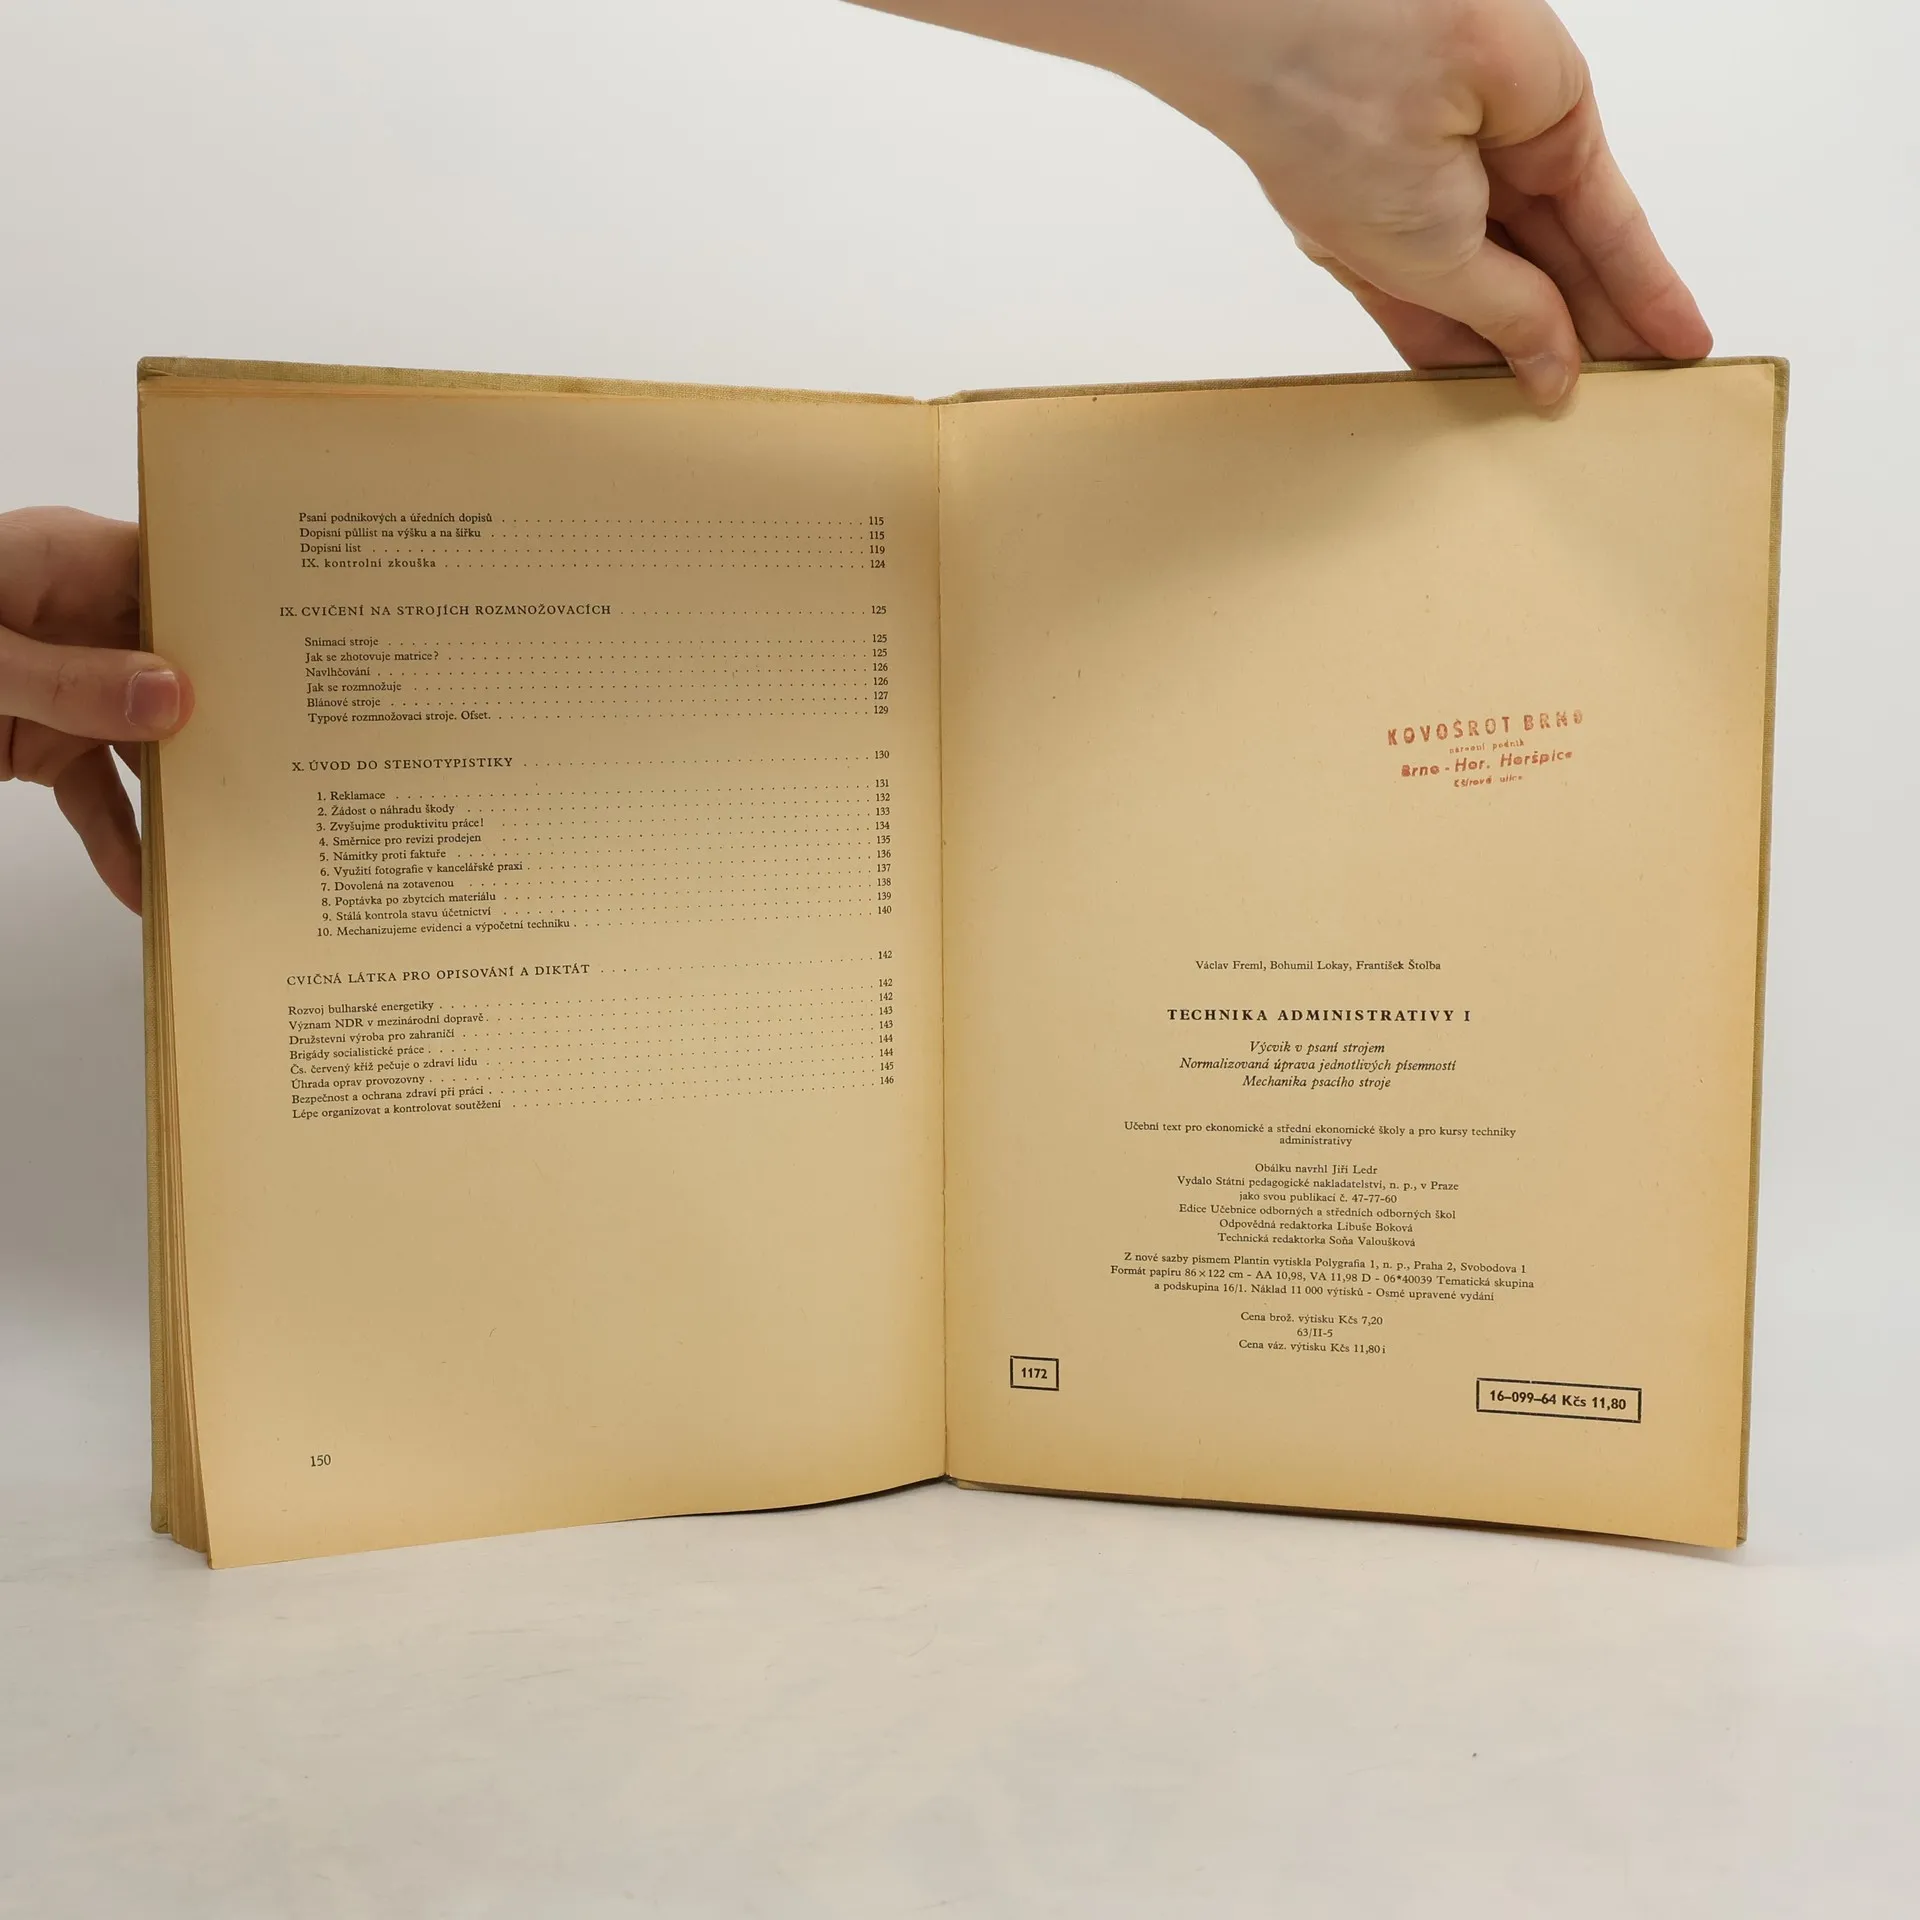 Psaní podnikových a úředních dopisů . . . 115
Dopisní půllist na výšku a na šířku . . . 115
Dopisní list . . . 119
IX. kontrolní zkouška . . . 124
IX. CVIČENÍ NA STROJÍCH ROZMNOŽOVACÍCH . . . 125
Snímací stroje . . . 125
Jak se zhotovuje matrice? . . . 125
Navlhčování . . . 126
Jak se rozmnožuje . . . 126
Blánové stroje . . . 127
Typové rozmnožovací stroje. Ofset. . . . 129
X. ÚVOD DO STENOTYPISTIKY . . . 130
1. Reklamace . . . 131
2. Žádost o náhradu škody . . . 132
3. Zvyšujme produktivitu práce! . . . 133
4. Směrnice pro revizi prodejen . . . 134
5. Námitky proti faktuře . . . 135
6. Využití fotografie v kancelářské praxi . . . 136
7. Dovolená na zotavenou . . . 137
8. Poptávka po zbytcích materiálu . . . 138
9. Stálá kontrola stavu účetnictví . . . 139
10. Mechanizujeme evidenci a výpočetní techniku . . . 140
CVIČNÁ LÁTKA PRO OPISOVÁNÍ A DIKTÁT . . . 142
Rozvoj bulharské energetiky . . . 142
Význam NDR v mezinárodní dopravě . . . 142
Družstevní výroba pro zahraničí . . . 143
Brigády socialistické práce . . . 143
Čs. červený kříž pečuje o zdraví lidu . . . 144
Úhrada oprav provozovny . . . 144
Bezpečnost a ochrana zdraví při práci . . . 145
Lépe organizovat a kontrolovat soutěžení . . . 146
150
KOVOŠROT BRNO
národní podnik
Brno - Hor. Heršpice
ulice
Václav Freml, Bohumil Lokay, František Štolba
TECHNIKA ADMINISTRATIVY I
Výcvik v psaní strojem
Normalizovaná úprava jednotlivých písemností
Mechanika psacího stroje
Učební text pro ekonomické a střední ekonomické školy a pro kursy techniky
administrativy
Obálku navrhl Jiří Ledr
Vydalo Státní pedagogické nakladatelství, n. p., v Praze
jako svou publikaci č. 47-77-60
Edice Učebnice odborných a středních odborných škol
Odpovědná redaktorka Libuše Boková
Technická redaktorka Soňa Valoušková
Z nové sazby písmem Plantin vytiskla Polygrafia 1, n. p., Praha 2, Svobodova 1
Formát papíru 86 × 122 cm - AA 10,98, VA 11,98 D - 06*40039 Tematická skupina
a podskupina 16/1. Náklad 11 000 výtisků - Osmé upravené vydání
Cena brož. výtisku Kčs 7,20
63/II-5
Cena váz. výtisku Kčs 11,80 i
1172
16–099–64 Kčs 11,80